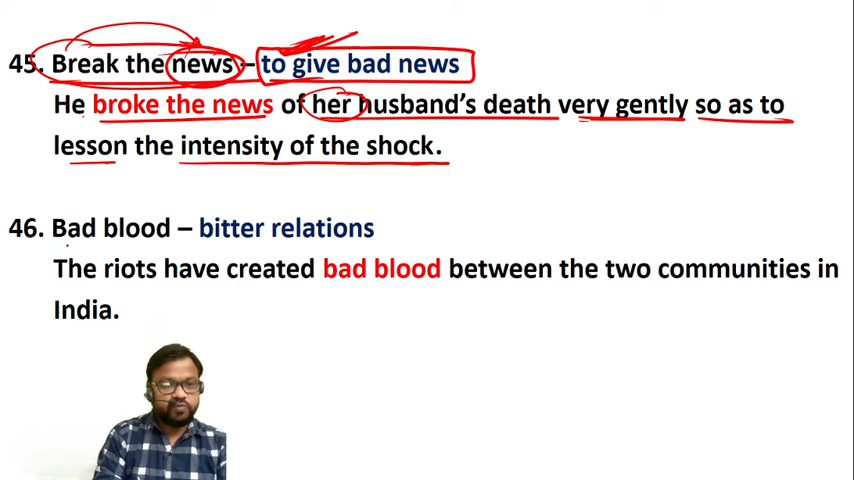 45. Break the news – to give bad news
He broke the news of her husband's death very gently so as to
lesson the intensity of the shock.
46. Bad blood – bitter relations
The riots have created bad blood between the two communities in
India.